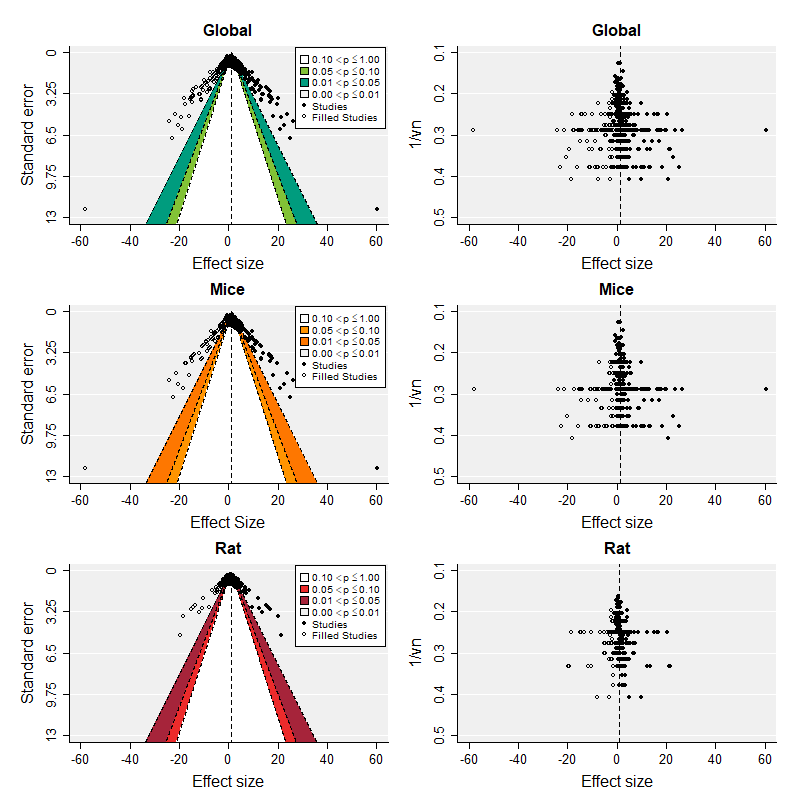 Global
0.10 < p ≤ 1.00
0.05 < p ≤ 0.10
0.01 < p ≤ 0.05
0.00 < p ≤ 0.01
Studies
Filled Studies
Standard error
0
3.25
6.5
9.75
13
-60 -40 -20 0 20 40 60
Effect size
Global
1/vn
0.1
0.2
0.3
0.4
0.5
-60 -40 -20 0 20 40 60
Effect size
Mice
0.10 < p ≤ 1.00
0.05 < p ≤ 0.10
0.01 < p ≤ 0.05
0.00 < p ≤ 0.01
Studies
Filled Studies
Standard error
0
3.25
6.5
9.75
13
-60 -40 -20 0 20 40 60
Effect Size
Mice
1/vn
0.1
0.2
0.3
0.4
0.5
-60 -40 -20 0 20 40 60
Effect size
Rat
0.10 < p ≤ 1.00
0.05 < p ≤ 0.10
0.01 < p ≤ 0.05
0.00 < p ≤ 0.01
Studies
Filled Studies
Standard error
0
3.25
6.5
9.75
13
-60 -40 -20 0 20 40 60
Effect size
Rat
1/vn
0.1
0.2
0.3
0.4
0.5
-60 -40 -20 0 20 40 60
Effect size